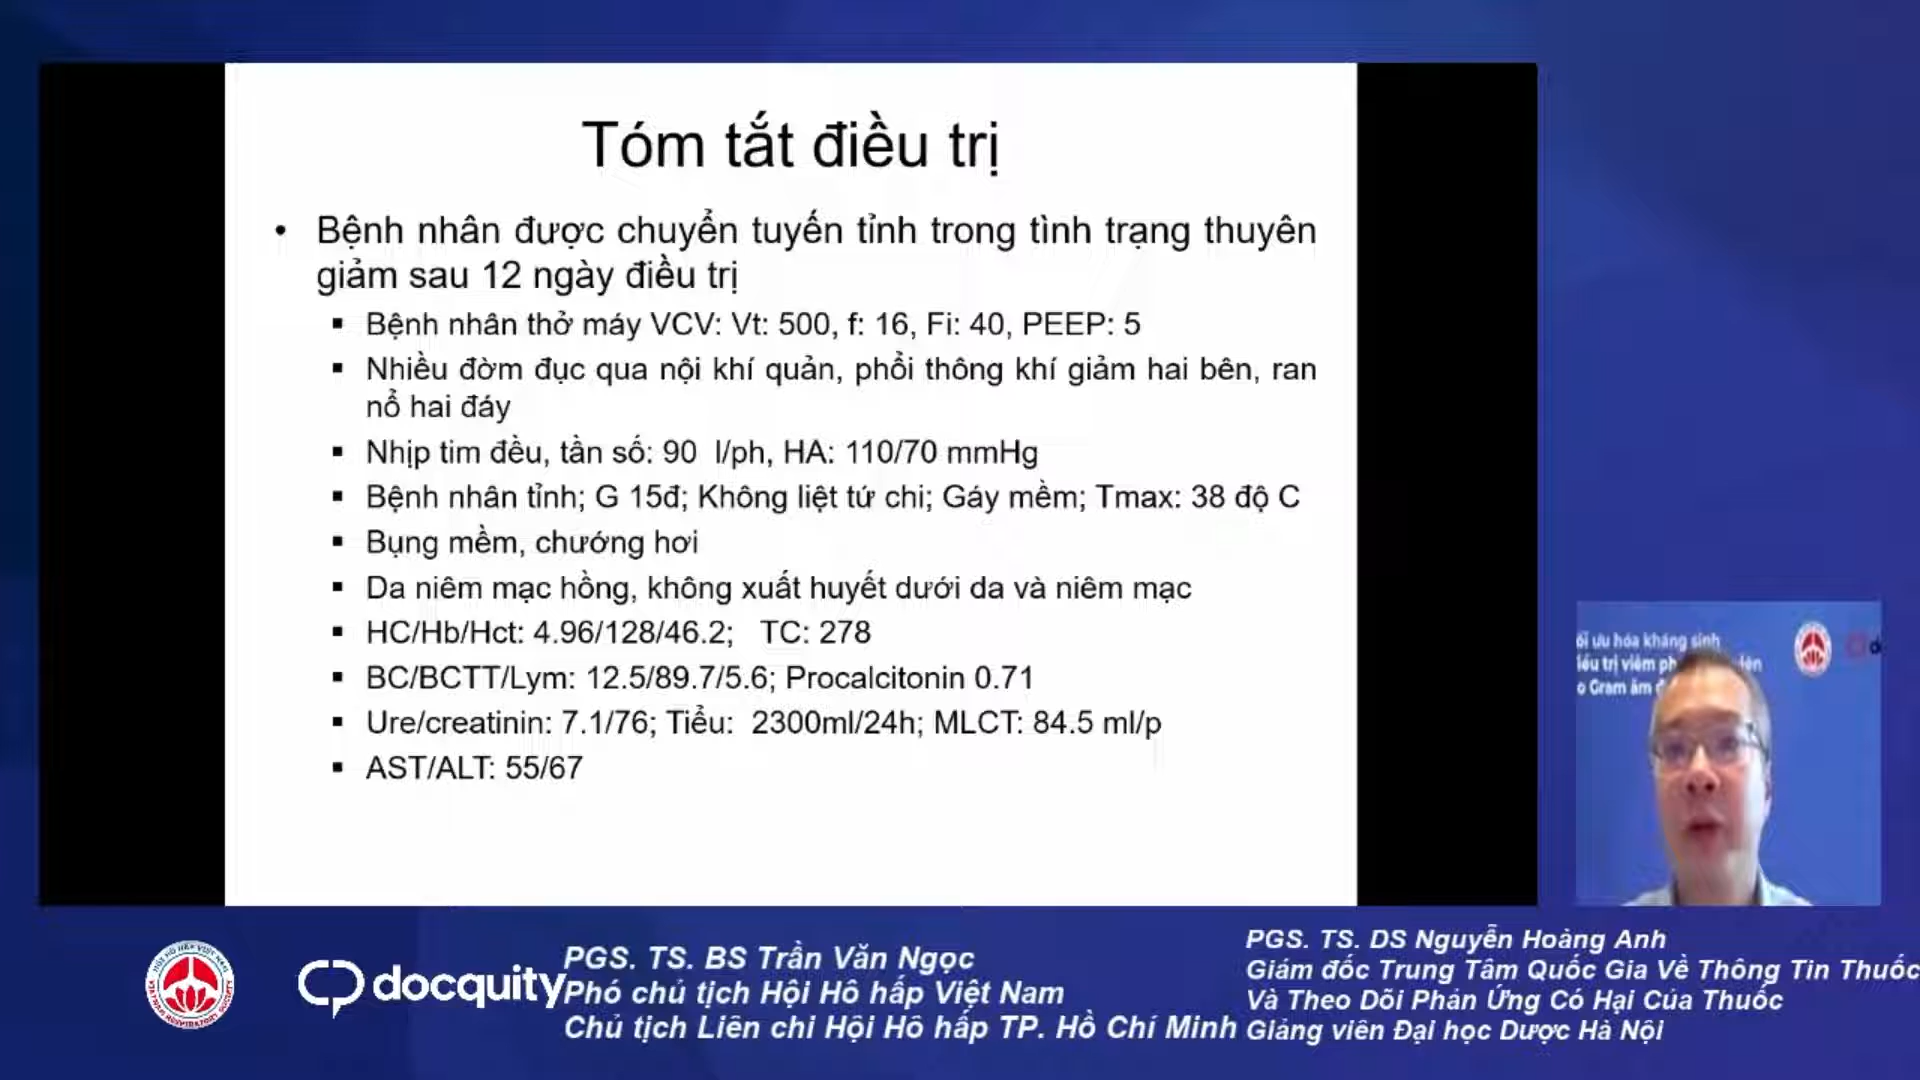 Tóm tắt điều trị
• Bệnh nhân được chuyển tuyến tỉnh trong tình trạng thuyên
giảm sau 12 ngày điều trị
▪ Bệnh nhân thở máy VCV: Vt: 500, f: 16, Fi: 40, PEEP: 5
▪ Nhiều đờm đục qua nội khí quản, phổi thông khí giảm hai bên, ran
nổ hai đáy
▪ Nhịp tim đều, tần số: 90 l/ph, HA: 110/70 mmHg
▪ Bệnh nhân tỉnh; G 15đ; Không liệt tứ chi; Gáy mềm; Tmax: 38 độ C
▪ Bụng mềm, chướng hơi
▪ Da niêm mạc hồng, không xuất huyết dưới da và niêm mạc
▪ HC/Hb/Hct: 4.96/128/46.2; TC: 278
▪ BC/BCTT/Lym: 12.5/89.7/5.6; Procalcitonin 0.71
▪ Ure/creatinin: 7.1/76; Tiểu: 2300ml/24h; MLCT: 84.5 ml/p
▪ AST/ALT: 55/67
ưu hóa kháng sinh
trị viêm
Gram âm
docquity
PGS. TS. BS Trần Văn Ngọc
Phó chủ tịch Hội Hô hấp Việt Nam
Chủ tịch Liên chi Hội Hô hấp TP. Hồ Chí Minh
PGS. TS. DS Nguyễn Hoàng Anh
Giám đốc Trung Tâm Quốc Gia Về Thông Tin Thuốc
Và Theo Dõi Phản Ứng Có Hại Của Thuốc
Giảng viên Đại học Dược Hà Nội